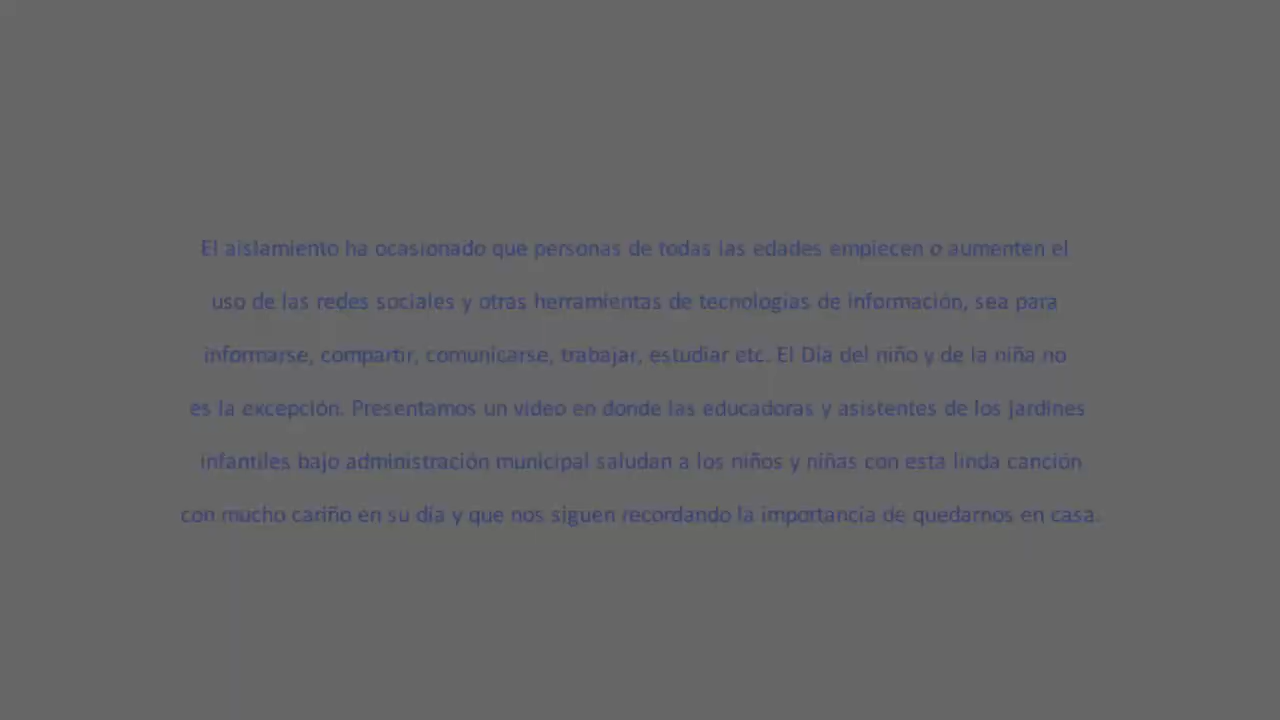 El aislamiento ha ocasionado que personas de todas las edades empiecen o aumenten el
uso de las redes sociales y otras herramientas de tecnologías de información, sea para
informarse, compartir, comunicarse, trabajar, estudiar etc. El Día del niño y de la niña no
es la excepción. Presentamos un video en donde las educadoras y asistentes de los jardines
infantiles bajo administración municipal saludan a los niños y niñas con esta linda canción
con mucho cariño en su día y que nos siguen recordando la importancia de quedarnos en casa.